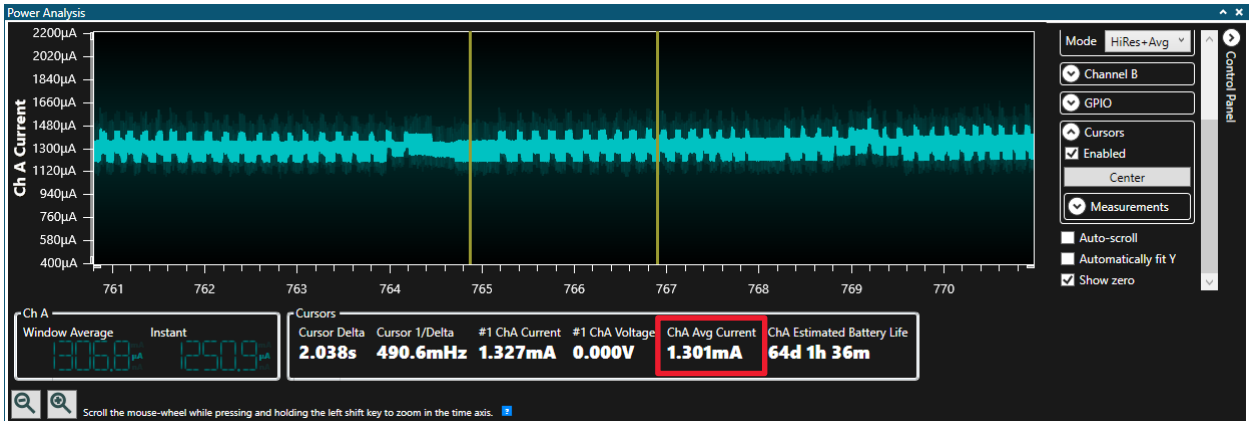 Power Analysis
2200µA
2020µA
1840µA
1660µA
1480µA
1300µA
1120µA
940µA
760µA
580µA
400µA
Ch A Current
761 762 763 764 765 766 767 768 769 770
Mode HiRes+Avg
Channel B
GPIO
Cursors
Enabled
Center
Measurements
Auto-scroll
Automatically fit Y
Show zero
Control Panel
Ch A
Window Average Instant
1306.8 µA 1250.9 µA
Cursors
Cursor Delta Cursor 1/Delta #1 ChA Current #1 ChA Voltage ChA Avg Current ChA Estimated Battery Life
2.038s 490.6mHz 1.327mA 0.000V 1.301mA 64d 1h 36m
Scroll the mouse-wheel while pressing and holding the left shift key to zoom in the time axis. ?